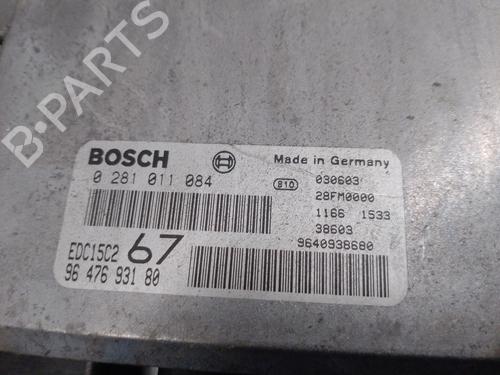 B-PARTS
BOSCH
Made in Germany
0 281 011 084
810
030603
28FM0000
1166 1533
38603
9640938680
EDC15C2 67
96 476 931 80